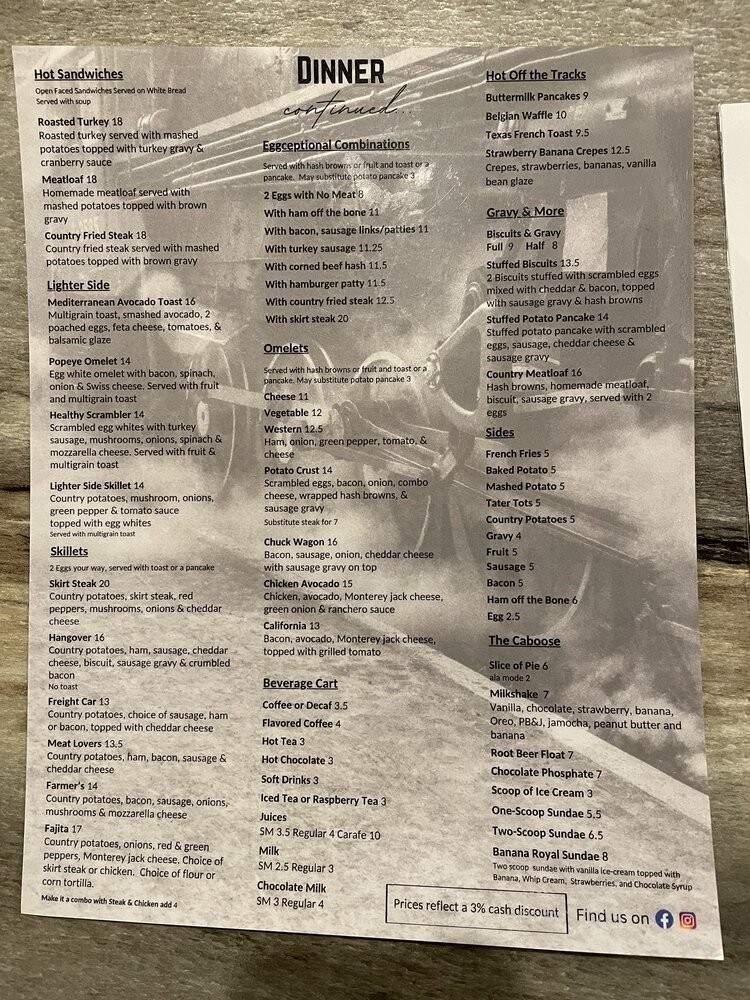 DINNER
continued...
Hot Sandwiches
Open Faced Sandwiches Served on White Bread
Served with soup
Roasted Turkey 18
Roasted turkey served with mashed
potatoes topped with turkey gravy &
cranberry sauce
Meatloaf 18
Homemade meatloaf served with
mashed potatoes topped with brown
gravy
Country Fried Steak 18
Country fried steak served with mashed
potatoes topped with brown gravy
Lighter Side
Mediterranean Avocado Toast 16
Multigrain toast, smashed avocado, 2
poached eggs, feta cheese, tomatoes, &
balsamic glaze
Popeye Omelet 14
Egg white omelet with bacon, spinach,
onion & Swiss cheese. Served with fruit
and multigrain toast
Healthy Scrambler 14
Scrambled egg whites with turkey
sausage, mushrooms, onions, spinach &
mozzarella cheese. Served with fruit &
multigrain toast
Lighter Side Skillet 14
Country potatoes, mushroom, onions,
green pepper & tomato sauce
topped with egg whites
Served with multigrain toast
Skillets
2 Eggs your way, served with toast or a pancake
Skirt Steak 20
Country potatoes, skirt steak, red
peppers, mushrooms, onions & cheddar
cheese
Hangover 16
Country potatoes, ham, sausage, cheddar
cheese, biscuit, sausage gravy & crumbled
bacon
No toast
Freight Car 13
Country potatoes, choice of sausage, ham
or bacon, topped with cheddar cheese
Meat Lovers 13.5
Country potatoes, ham, bacon, sausage &
cheddar cheese
Farmer's 14
Country potatoes, bacon, sausage, onions,
mushrooms & mozzarella cheese
Fajita 17
Country potatoes, onions, red & green
peppers, Monterey jack cheese. Choice of
skirt steak or chicken. Choice of flour or
corn tortilla.
Make it a combo with Steak & Chicken add 4
Eggceptional Combinations
Served with hash browns or fruit and toast or a
pancake. May substitute potato pancake 3
2 Eggs with No Meat 8
With ham off the bone 11
With bacon, sausage links/patties 11
With turkey sausage 11.25
With corned beef hash 11.5
With hamburger patty 11.5
With country fried steak 12.5
With skirt steak 20
Omelets
Served with hash browns or fruit and toast or a
pancake. May substitute potato pancake 3
Cheese 11
Vegetable 12
Western 12.5
Ham, onion, green pepper, tomato, &
cheese
Potato Crust 14
Scrambled eggs, bacon, onion, combo
cheese, wrapped hash browns, &
sausage gravy
Substitute steak for 7
Chuck Wagon 16
Bacon, sausage, onion, cheddar cheese
with sausage gravy on top
Chicken Avocado 15
Chicken, avocado, Monterey jack cheese,
green onion & ranchero sauce
California 13
Bacon, avocado, Monterey jack cheese,
topped with grilled tomato
Beverage Cart
Coffee or Decaf 3.5
Flavored Coffee 4
Hot Tea 3
Hot Chocolate 3
Soft Drinks 3
Iced Tea or Raspberry Tea 3
Juices
SM 3.5 Regular 4 Carafe 10
Milk
SM 2.5 Regular 3
Chocolate Milk
SM 3 Regular 4
Hot Off the Tracks
Buttermilk Pancakes 9
Belgian Waffle 10
Texas French Toast 9.5
Strawberry Banana Crepes 12.5
Crepes, strawberries, bananas, vanilla
bean glaze
Gravy & More
Biscuits & Gravy
Full 9 Half 8
Stuffed Biscuits 13.5
2 Biscuits stuffed with scrambled eggs
mixed with cheddar & bacon, topped
with sausage gravy & hash browns
Stuffed Potato Pancake 14
Stuffed potato pancake with scrambled
eggs, sausage, cheddar cheese &
sausage gravy
Country Meatloaf 16
Hash browns, homemade meatloaf,
biscuit, sausage gravy, served with 2
eggs
Sides
French Fries 5
Baked Potato 5
Mashed Potato 5
Tater Tots 5
Country Potatoes 5
Gravy 4
Fruit 5
Sausage 5
Bacon 5
Ham off the Bone 6
Egg 2.5
The Caboose
Slice of Pie 6
ala mode 2
Milkshake 7
Vanilla, chocolate, strawberry, banana,
Oreo, PB&J, jamocha, peanut butter and
banana
Root Beer Float 7
Chocolate Phosphate 7
Scoop of Ice Cream 3
One-Scoop Sundae 5.5
Two-Scoop Sundae 6.5
Banana Royal Sundae 8
Two scoop sundae with vanilla ice-cream topped with
Banana, Whip Cream, Strawberries, and Chocolate Syrup
Prices reflect a 3% cash discount
Find us on